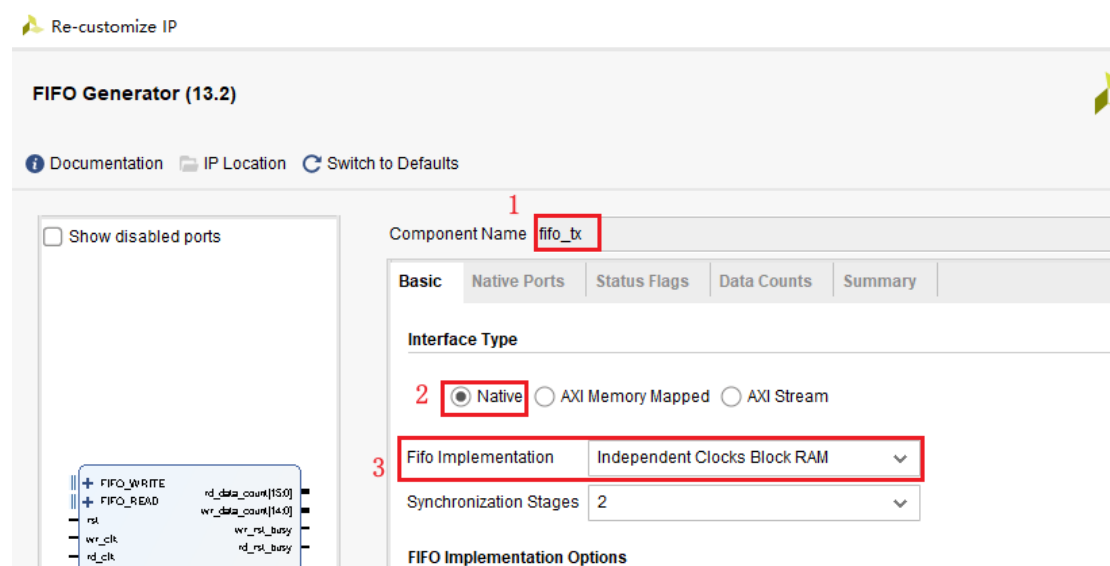 Re-customize IP
FIFO Generator (13.2)
Documentation IP Location Switch to Defaults
1
Show disabled ports
Component Name fifo_tx
Basic Native Ports Status Flags Data Counts Summary
Interface Type
2 Native AXI Memory Mapped AXI Stream
3 Fifo Implementation Independent Clocks Block RAM
Synchronization Stages 2
FIFO Implementation Options
+ FIFO_WRITE
+ FIFO_READ
rst
wr_clk
rd_clk
rd_data_count[15:0]
wr_data_count[14:0]
wr_rst_busy
rd_rst_busy